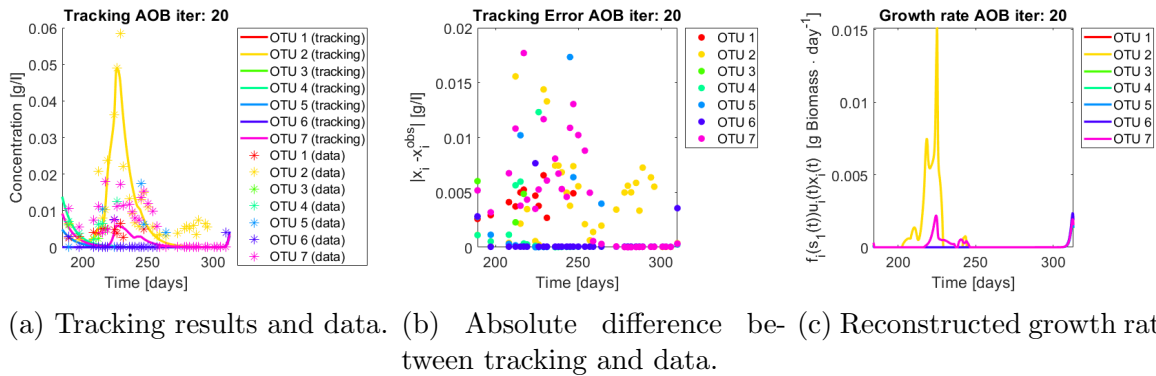 Tracking AOB iter: 20
0.06
0.05
0.04
0.03
0.02
0.01
0
200
250
300
Concentration [g/l]
Time [days]
OTU 1 (tracking)
OTU 2 (tracking)
OTU 3 (tracking)
OTU 4 (tracking)
OTU 5 (tracking)
OTU 6 (tracking)
OTU 7 (tracking)
OTU 1 (data)
OTU 2 (data)
OTU 3 (data)
OTU 4 (data)
OTU 5 (data)
OTU 6 (data)
OTU 7 (data)
(a) Tracking results and data.
Tracking Error AOB iter: 20
0.02
0.015
0.01
0.005
0
200
250
300
|x_i -x_i^obs| [g/l]
Time [days]
OTU 1
OTU 2
OTU 3
OTU 4
OTU 5
OTU 6
OTU 7
(b) Absolute difference be-
tween tracking and data.
Growth rate AOB iter: 20
0.015
0.01
0.005
0
200
250
300
f_i(s_1(t))u_i(t)x_i(t) [g Biomass · day^-1]
Time [days]
OTU 1
OTU 2
OTU 3
OTU 4
OTU 5
OTU 6
OTU 7
(c) Reconstructed growth rat